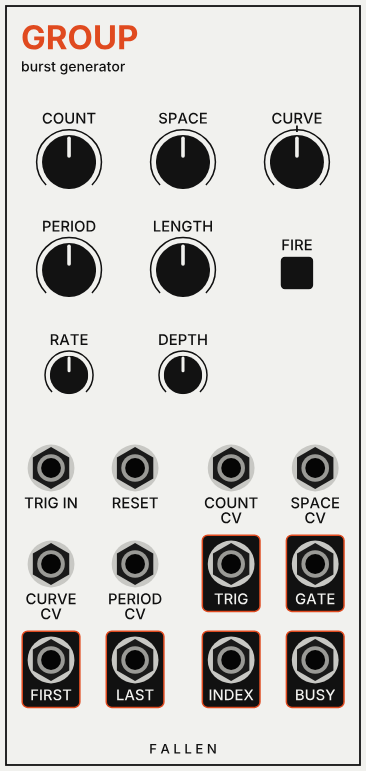 GROUP
burst generator
COUNT SPACE CURVE
PERIOD LENGTH
FIRE
RATE DEPTH
TRIG IN RESET COUNT CV SPACE CV
CURVE CV PERIOD CV TRIG GATE
FIRST LAST INDEX BUSY
FALLEN